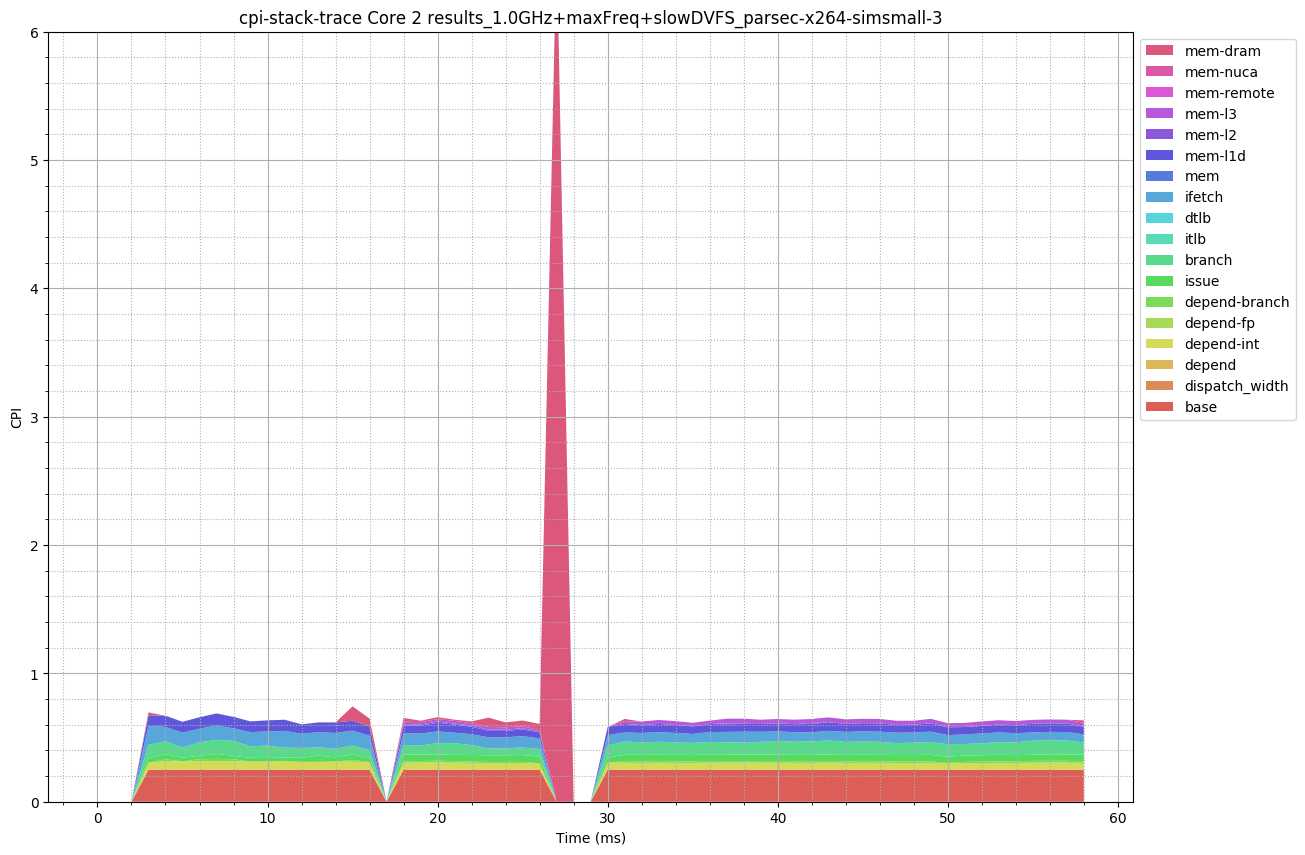 cpi-stack-trace Core 2 results_1.0GHz+maxFreq+slowDVFS_parsec-x264-simsmall-3
6
5
4
3
2
1
0
CPI
0 10 20 30 40 50 60
Time (ms)
mem-dram
mem-nuca
mem-remote
mem-l3
mem-l2
mem-l1d
mem
ifetch
dtlb
itlb
branch
issue
depend-branch
depend-fp
depend-int
depend
dispatch_width
base